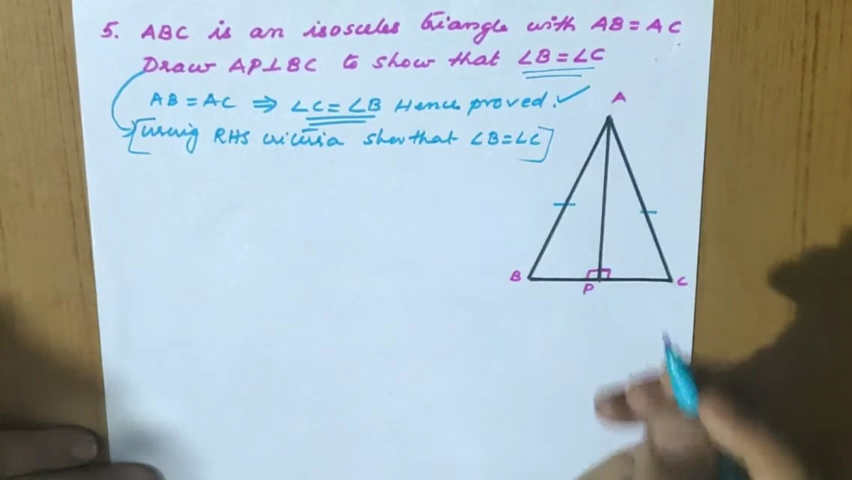 5. ABC is an isosceles triangle with AB = AC
Draw AP⊥BC to show that ∠B = ∠C
AB = AC ⇒ ∠C = ∠B Hence proved. ✓
[using RHS criteria show that ∠B = ∠C]
A
B
P
C